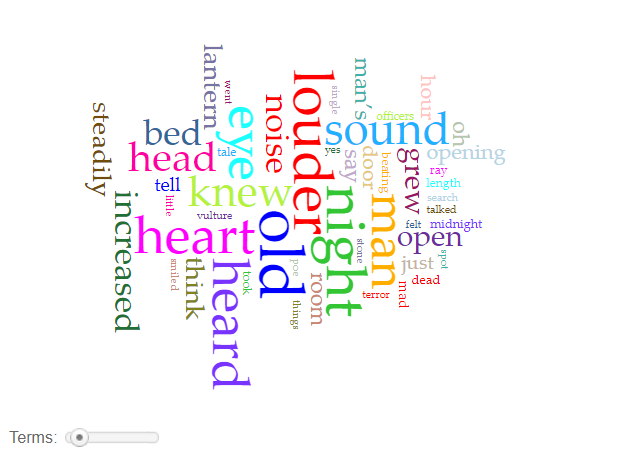 lantern
went
man's
hour
steadily
louder
single
officers
noise
eye
bed
sound
oh
tale
head
yes
say
door
beating
grew
opening
ray
tell
knew
length
little
increased
night
man
search
talked
vulture
old
felt
midnight
heart
open
stone
just
spot
smiled
think
heard
took
poe
room
dead
mad
terror
things
Terms: